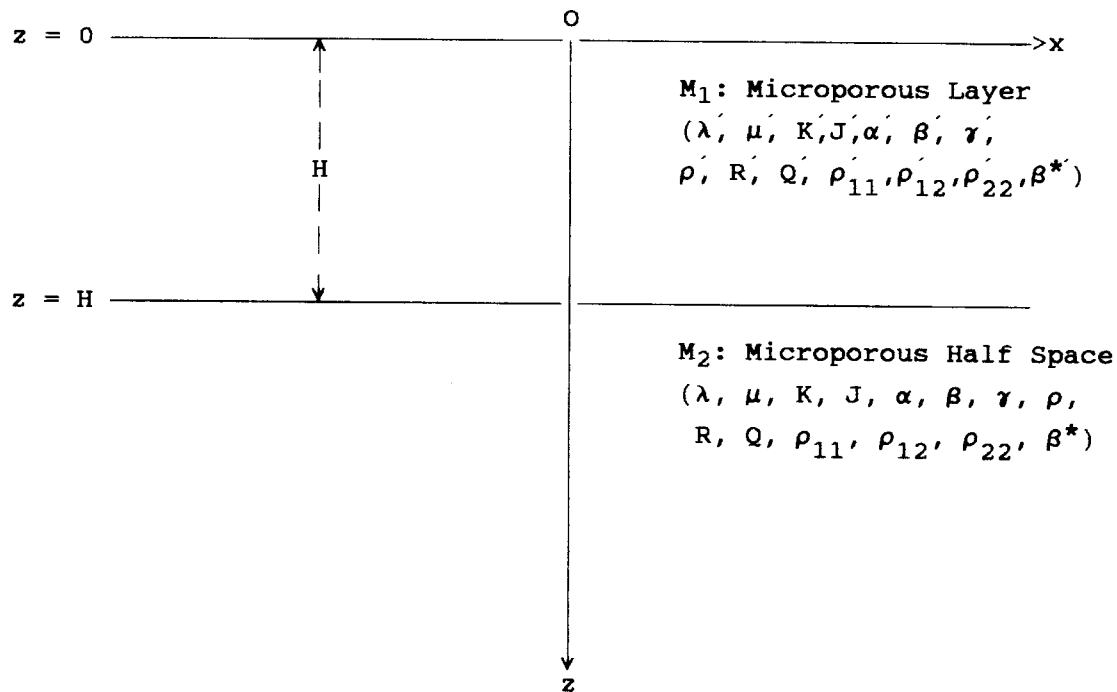 O
z = 0
>x
M₁: Microporous Layer
(λ′, μ′, K′,J′,α′, β′, γ′,
H
ρ′, R′, Q′, ρ′₁₁,ρ′₁₂,ρ′₂₂,β*′)
z = H
M₂: Microporous Half Space
(λ, μ, K, J, α, β, γ, ρ,
R, Q, ρ₁₁, ρ₁₂, ρ₂₂, β*)
z